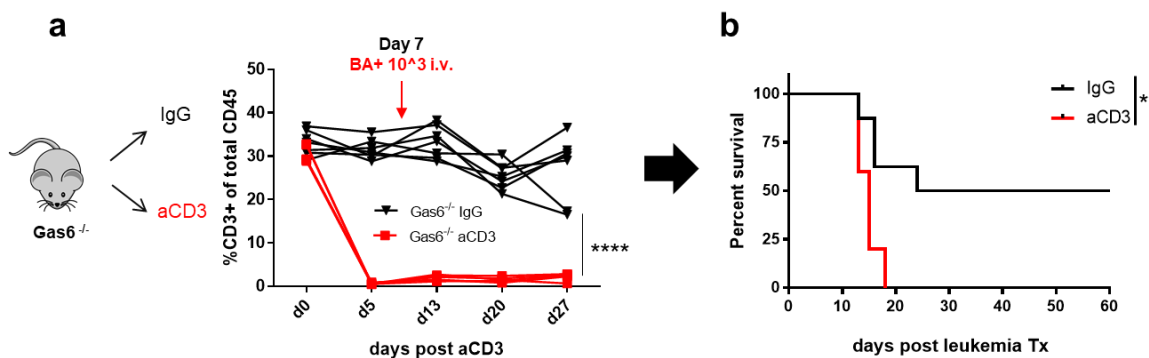 a
Gas6 -/-
IgG
aCD3
Day 7
BA+ 10^3 i.v.
%CD3+ of total CD45
50
40
30
20
10
0
Gas6-/- IgG
Gas6-/- aCD3
****
d0
d5
d13
d20
d27
days post aCD3
b
IgG
aCD3
*
Percent survival
100
75
50
25
0
0
10
20
30
40
50
60
days post leukemia Tx